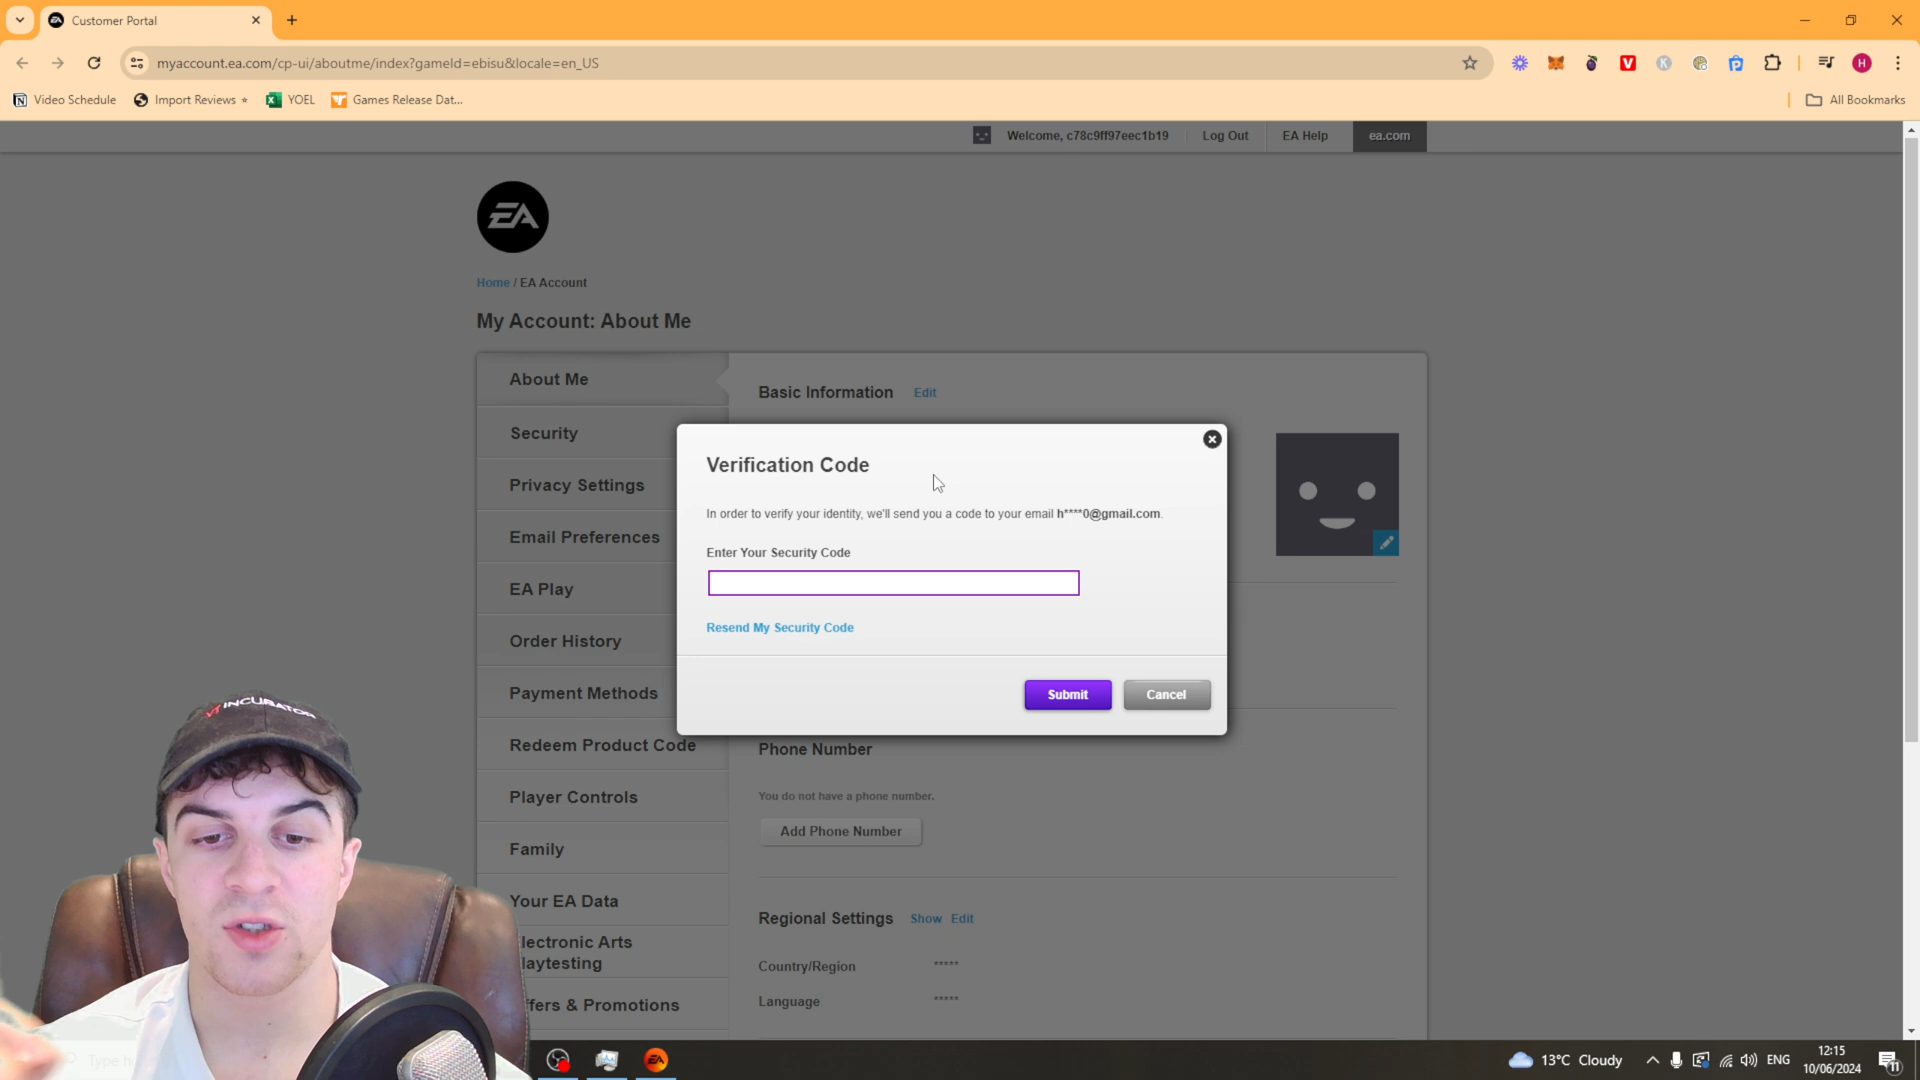 Customer Portal
myaccount.ea.com/cp-ui/aboutme/index?gameId=ebisu&locale=en_US
H
Video Schedule
Import Reviews
YOEL
Games Release Dat...
All Bookmarks
Welcome, c78c9ff97eec1b19
Log Out
EA Help
ea.com
EA
Home / EA Account
My Account: About Me
About Me
Security
Privacy Settings
Email Preferences
EA Play
Order History
Payment Methods
Redeem Product Code
Player Controls
Family
Your EA Data
lectronic Arts
laytesting
ffers & Promotions
Basic Information Edit
Verification Code
In order to verify your identity, we'll send you a code to your email h****0@gmail.com.
Enter Your Security Code
Resend My Security Code
Submit
Cancel
Phone Number
You do not have a phone number.
Add Phone Number
Regional Settings Show Edit
Country/Region *****
Language *****
INCUBATOR
Type
13°C Cloudy
ENG
12:15
10/06/2024
11